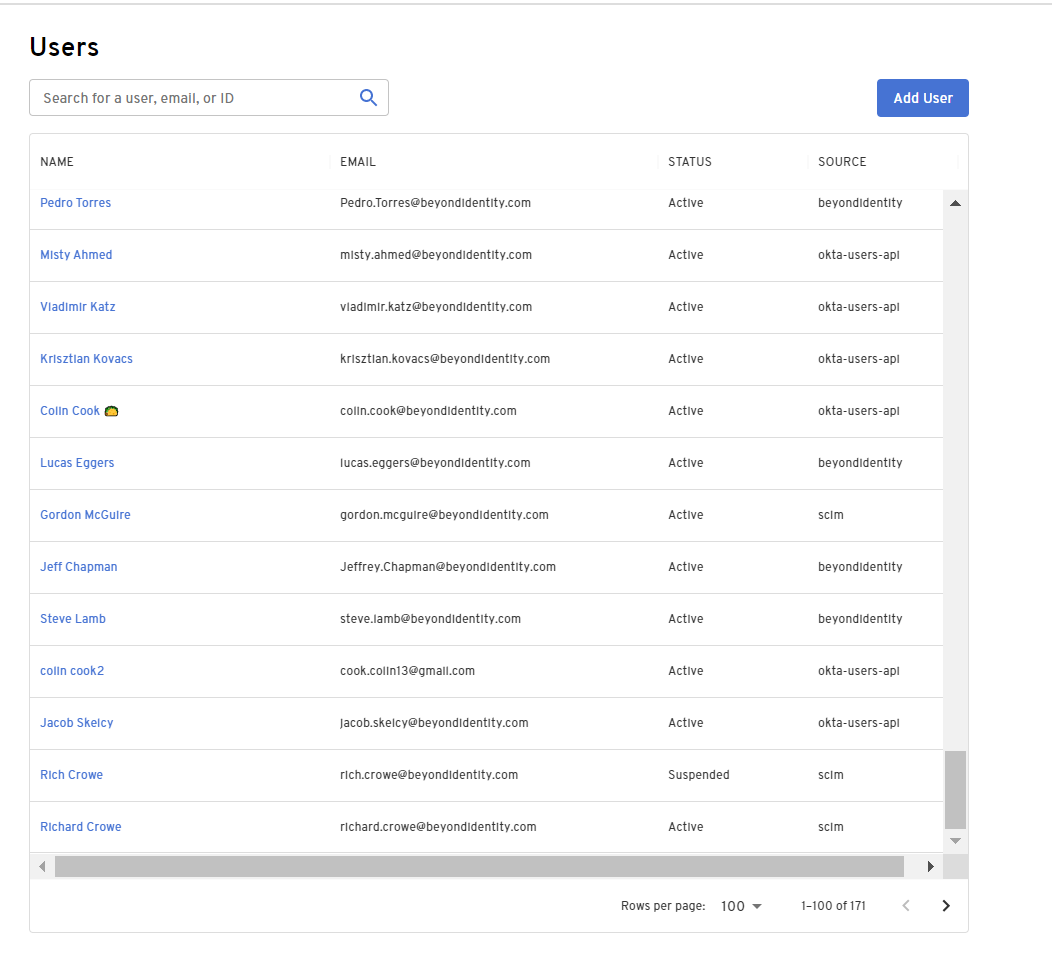 Users
Search for a user, email, or ID
Add User
NAME EMAIL STATUS SOURCE
Pedro Torres Pedro.Torres@beyondidentity.com Active beyondidentity
Misty Ahmed misty.ahmed@beyondidentity.com Active okta-users-api
Vladimir Katz vladimir.katz@beyondidentity.com Active okta-users-api
Krisztian Kovacs krisztian.kovacs@beyondidentity.com Active okta-users-api
Colin Cook 🌮 colin.cook@beyondidentity.com Active okta-users-api
Lucas Eggers lucas.eggers@beyondidentity.com Active beyondidentity
Gordon McGuire gordon.mcguire@beyondidentity.com Active scim
Jeff Chapman Jeffrey.Chapman@beyondidentity.com Active beyondidentity
Steve Lamb steve.lamb@beyondidentity.com Active beyondidentity
colin cook2 cook.colin13@gmail.com Active okta-users-api
Jacob Skelcy jacob.skelcy@beyondidentity.com Active okta-users-api
Rich Crowe rich.crowe@beyondidentity.com Suspended scim
Richard Crowe richard.crowe@beyondidentity.com Active scim
Rows per page: 100 1–100 of 171